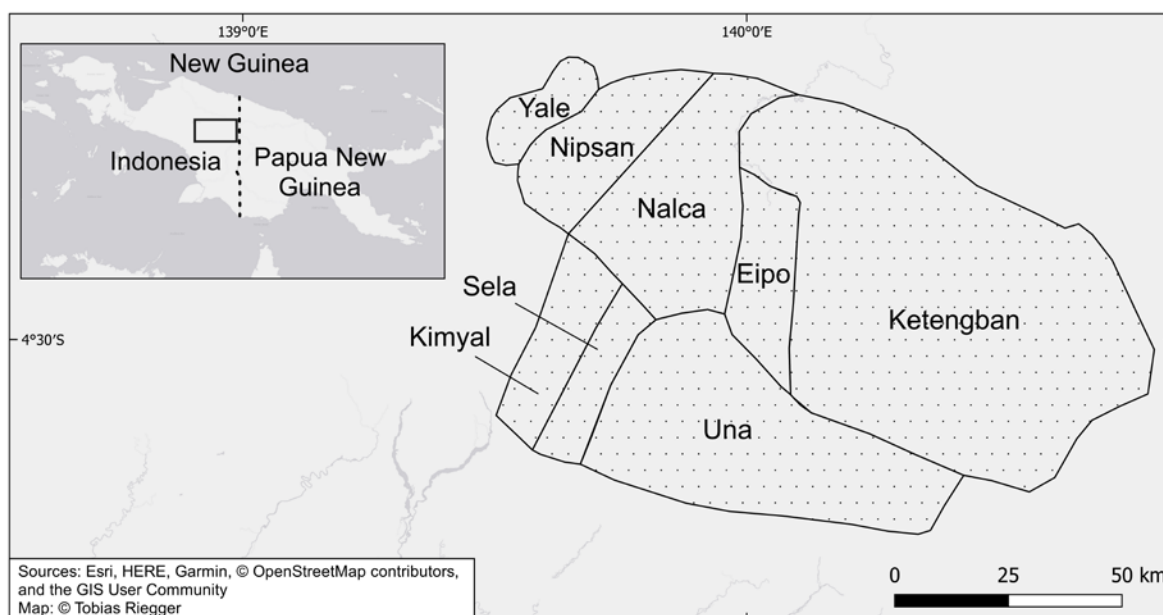 139°0'E
140°0'E
New Guinea
Indonesia
Papua New
Guinea
Yale
Nipsan
Nalca
Sela
Eipo
Kimyal
Ketengban
4°30'S
Una
Sources: Esri, HERE, Garmin, © OpenStreetMap contributors,
and the GIS User Community
Map: © Tobias Riegger
0 25 50 km